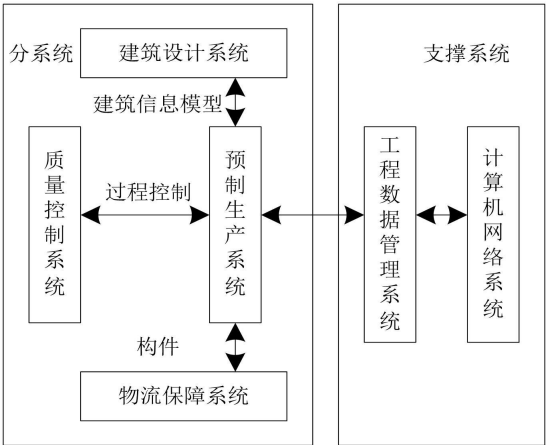 分系统
建筑设计系统
支撑系统
建筑信息模型
质量控制系统
过程控制
预制生产系统
工程数据管理系统
计算机网络系统
构件
物流保障系统